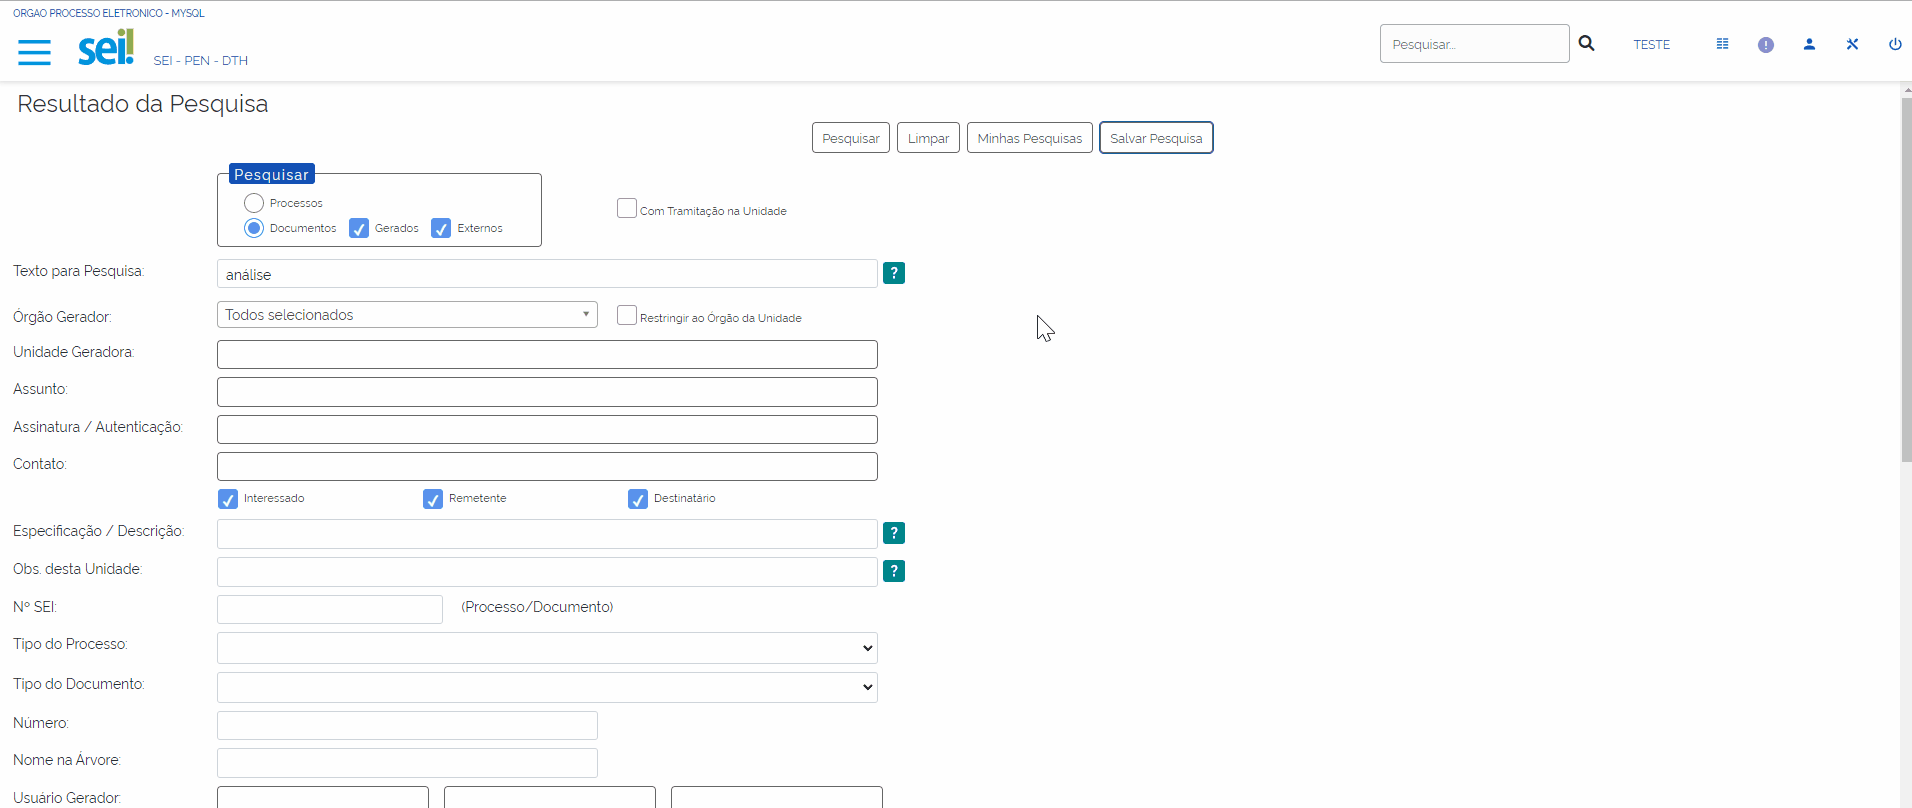 ORGAO PROCESSO ELETRONICO - MYSQL
sei!
SEI - PEN - DTH
Pesquisar...
TESTE
Resultado da Pesquisa
Pesquisar
Limpar
Minhas Pesquisas
Salvar Pesquisa
Pesquisar
Processos
Documentos
Gerados
Externos
Com Tramitação na Unidade
Texto para Pesquisa:
análise
?
Órgão Gerador:
Todos selecionados
Restringir ao Órgão da Unidade
Unidade Geradora:
Assunto:
Assinatura / Autenticação:
Contato:
Interessado
Remetente
Destinatário
Especificação / Descrição:
?
Obs. desta Unidade:
?
Nº SEI:
(Processo/Documento)
Tipo do Processo:
Tipo do Documento:
Número:
Nome na Árvore:
Usuário Gerador: